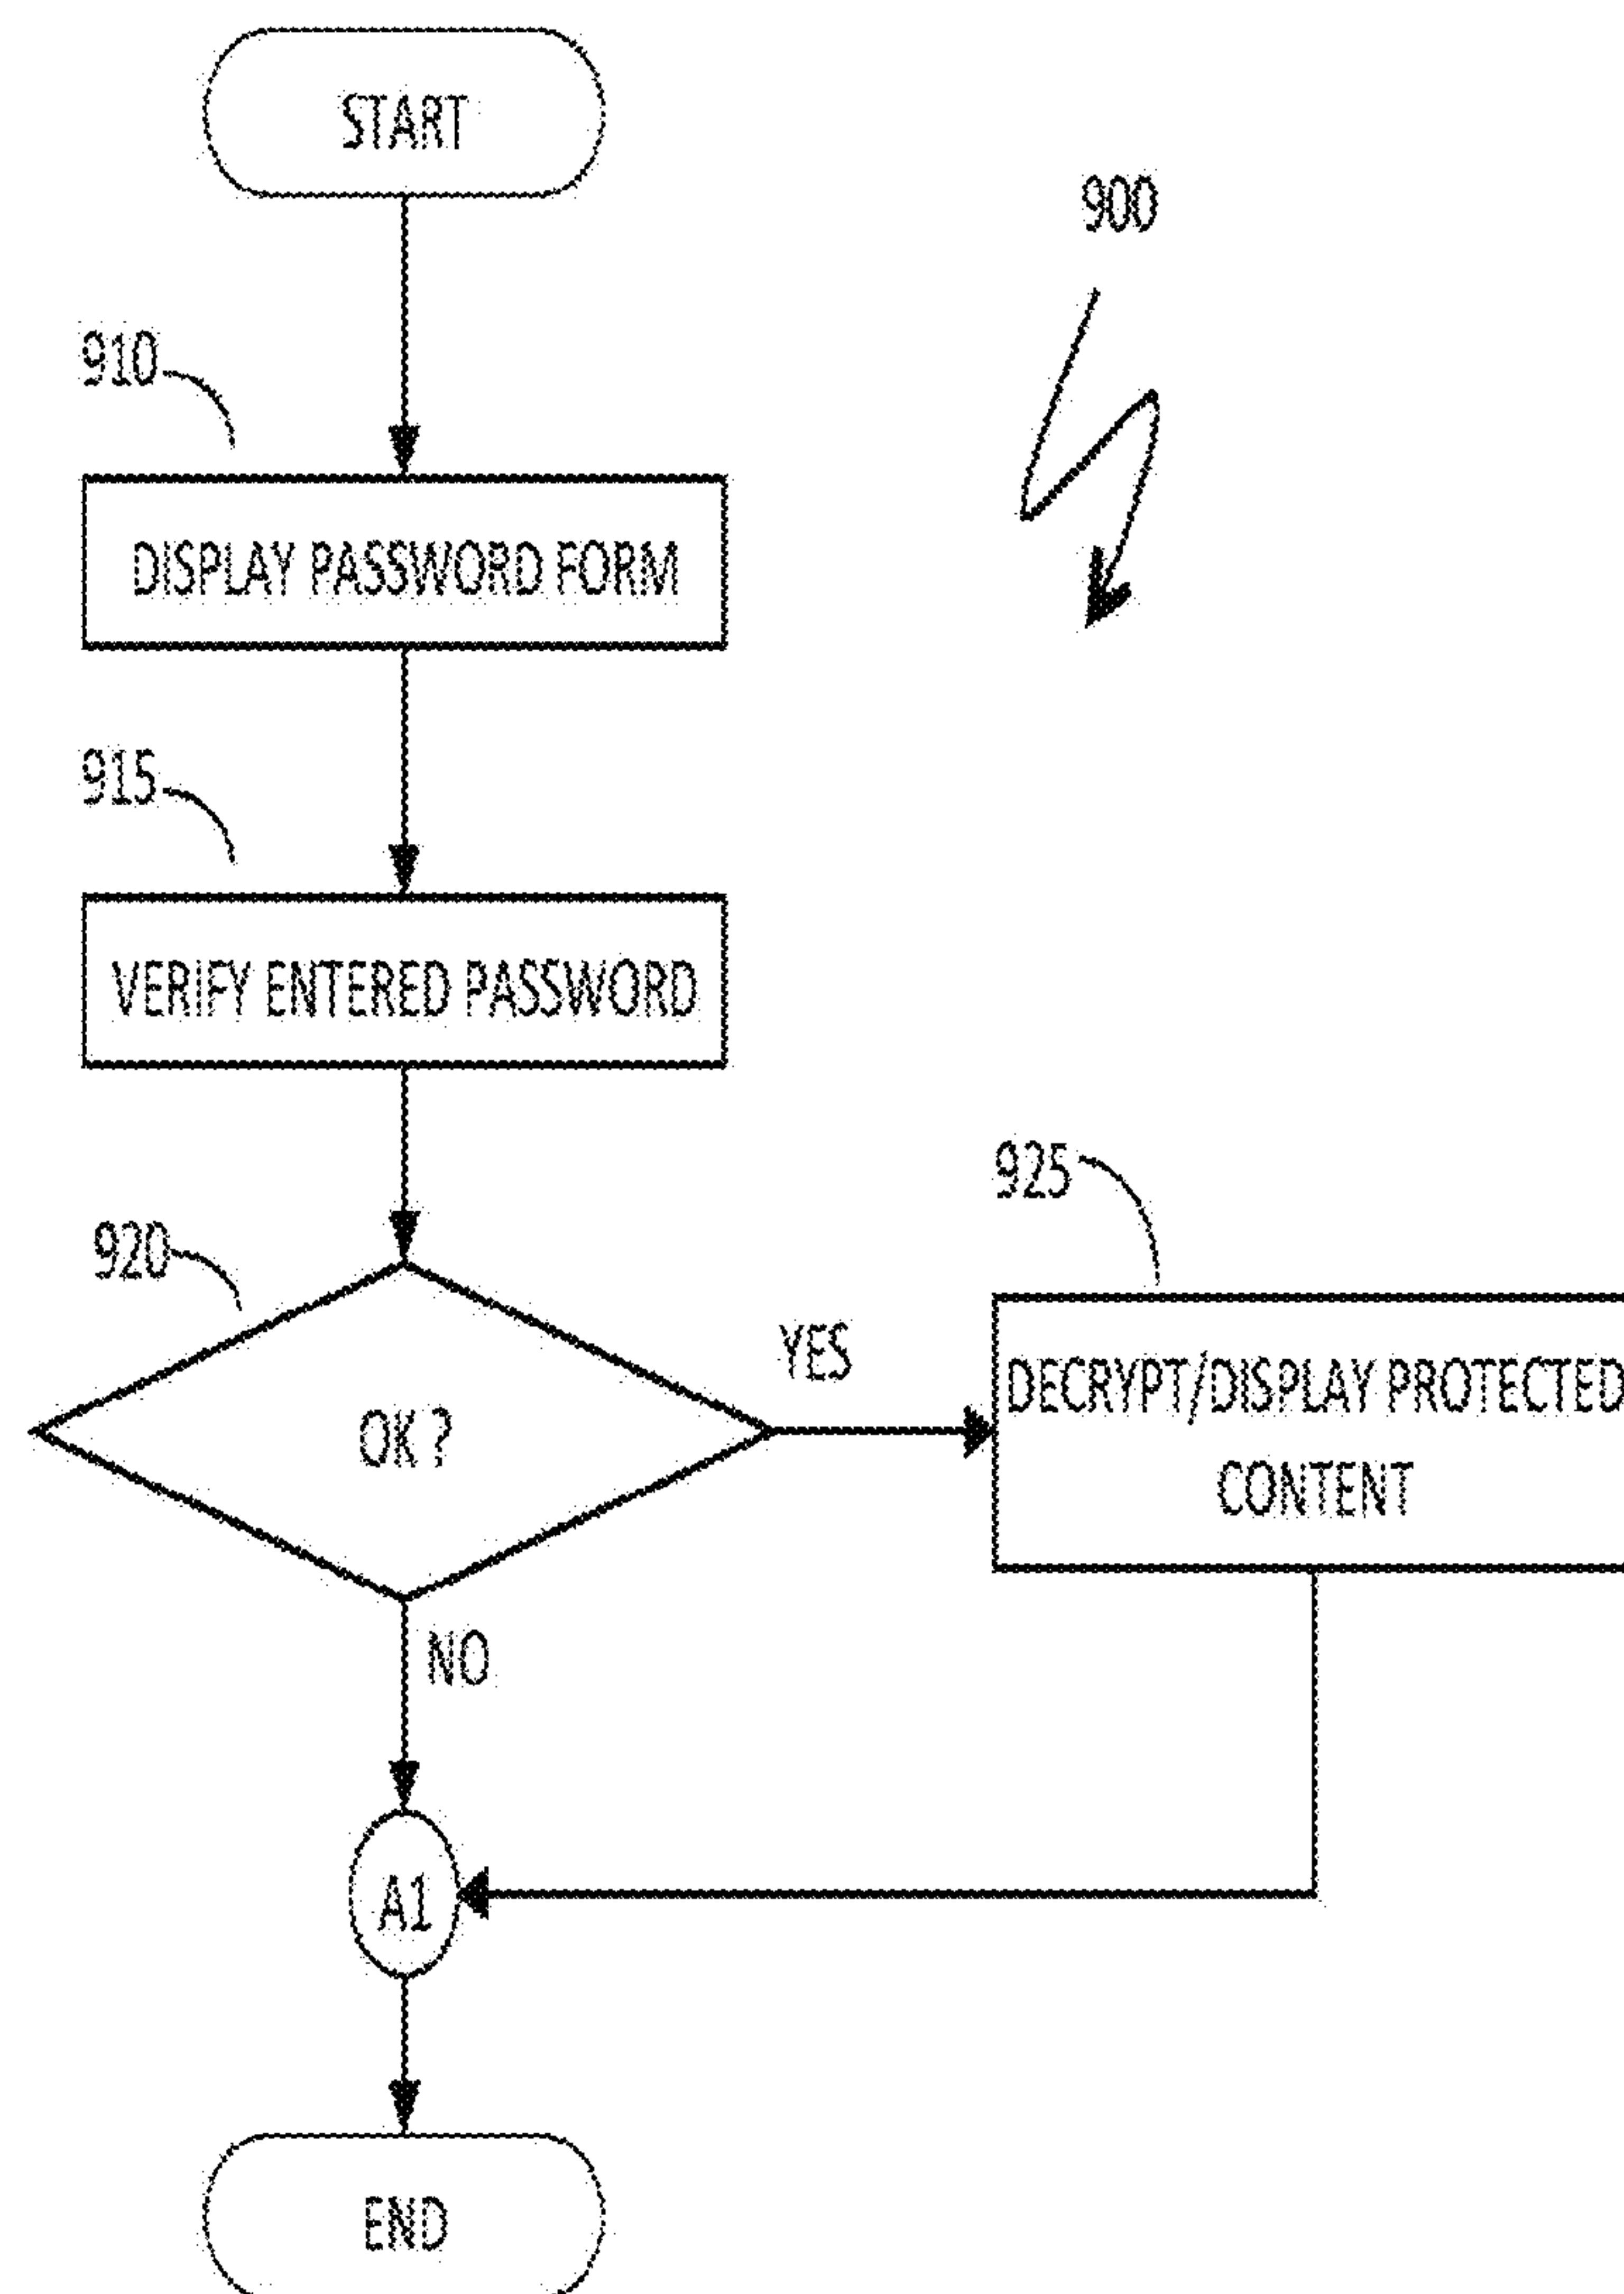 START
900
910
DISPLAY PASSWORD FORM
915
VERIFY ENTERED PASSWORD
925
920
YES
DECRYPT/DISPLAY PROTECTED
CONTENT
OK ?
NO
A1
END